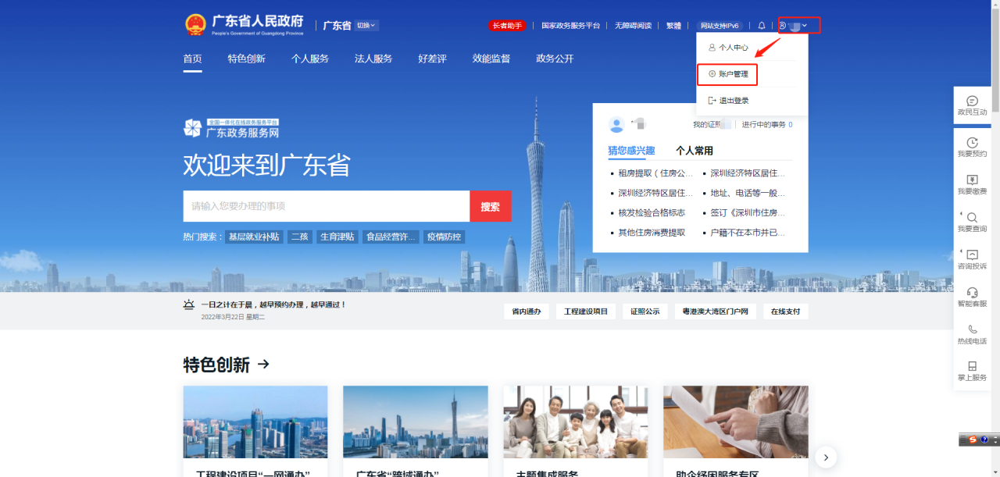 广东省人民政府
People's Government of Guangdong Province
广东省 切换
长者助手 国家政务服务平台 无障碍阅读 繁體 网站支持IPv6
首页 特色创新 个人服务 法人服务 好差评 效能监督 政务公开
个人中心
账户管理
退出登录
全国一体化在线政务服务平台
广东政务服务网
欢迎来到广东省
请输入您要办理的事项 搜索
热门搜索： 基层就业补贴 二孩 生育津贴 食品经营许... 疫情防控
我的证照 进行中的事务 0
猜您感兴趣 个人常用
租房提取（住房公... 深圳经济特区居住...
深圳经济特区居住... 地址、电话等一般...
核发检验合格标志 签订《深圳市住房...
其他住房消费提取 户籍不在本市并已...
政民互动
我要预约
我要缴费
我要查询
咨询投诉
智能客服
热线电话
掌上服务
一日之计在于晨，越早预约办理，越早通过！
2022年3月22日 星期二
省内通办 工程建设项目 证照公示 粤港澳大湾区门户网 在线支付
特色创新 →
工程建设项目“一网通办” 广东省“跨域通办” 主题集成服务 助企纾困服务专区